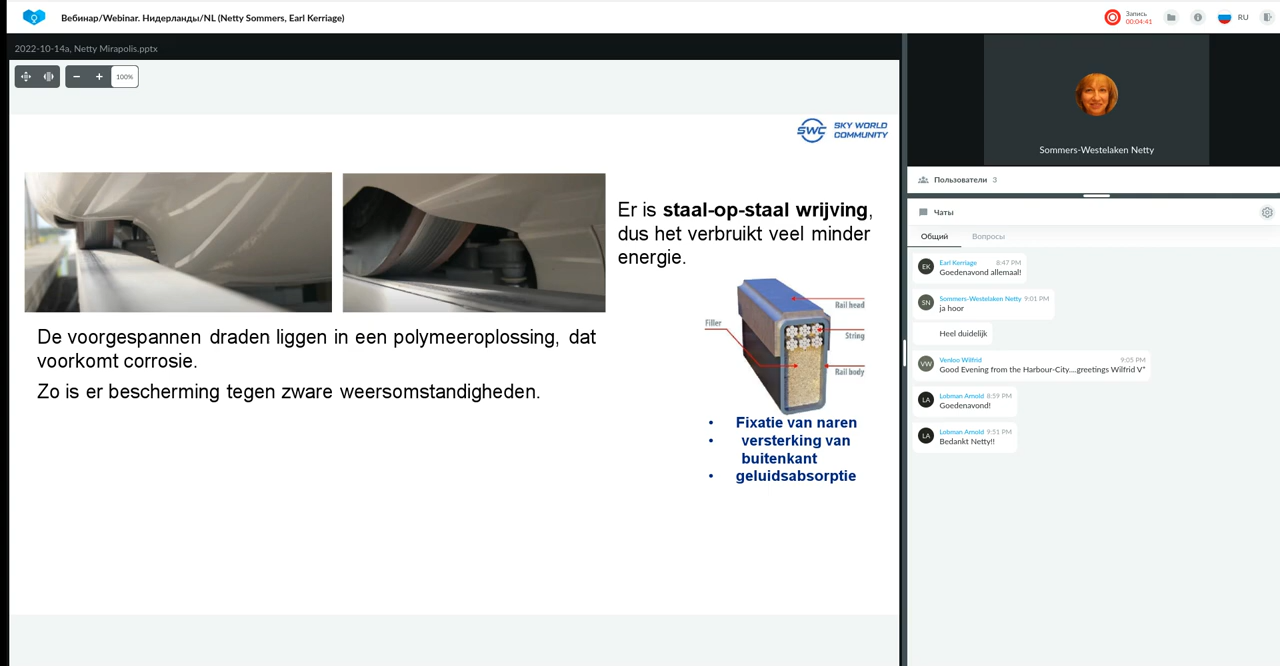 Вебинар/Webinar. Нидерланды/NL (Netty Sommers, Earl Kerriage)
Запись
00:04:41
RU
2022-10-14a, Netty Mirapolis.pptx
100%
SWC SKY WORLD
COMMUNITY
Er is staal-op-staal wrijving,
dus het verbruikt veel minder
energie.
Rail head
Filler
String
Rail body
De voorgespannen draden liggen in een polymeeroplossing, dat
voorkomt corrosie.
Zo is er bescherming tegen zware weersomstandigheden.
• Fixatie van naren
• versterking van
buitenkant
• geluidsabsorptie
Sommers-Westelaken Netty
Пользователи 3
Чаты
Общий Вопросы
EK Earl Kerriage 8:47 PM
Goedenavond allemaal!
SN Sommers-Westelaken Netty 9:01 PM
ja hoor
Heel duidelijk
VW Venloo Wilfrid 9:05 PM
Good Evening from the Harbour-City....greetings Wilfrid V"
LA Lobman Arnold 8:59 PM
Goedenavond!
LA Lobman Arnold 9:51 PM
Bedankt Netty!!